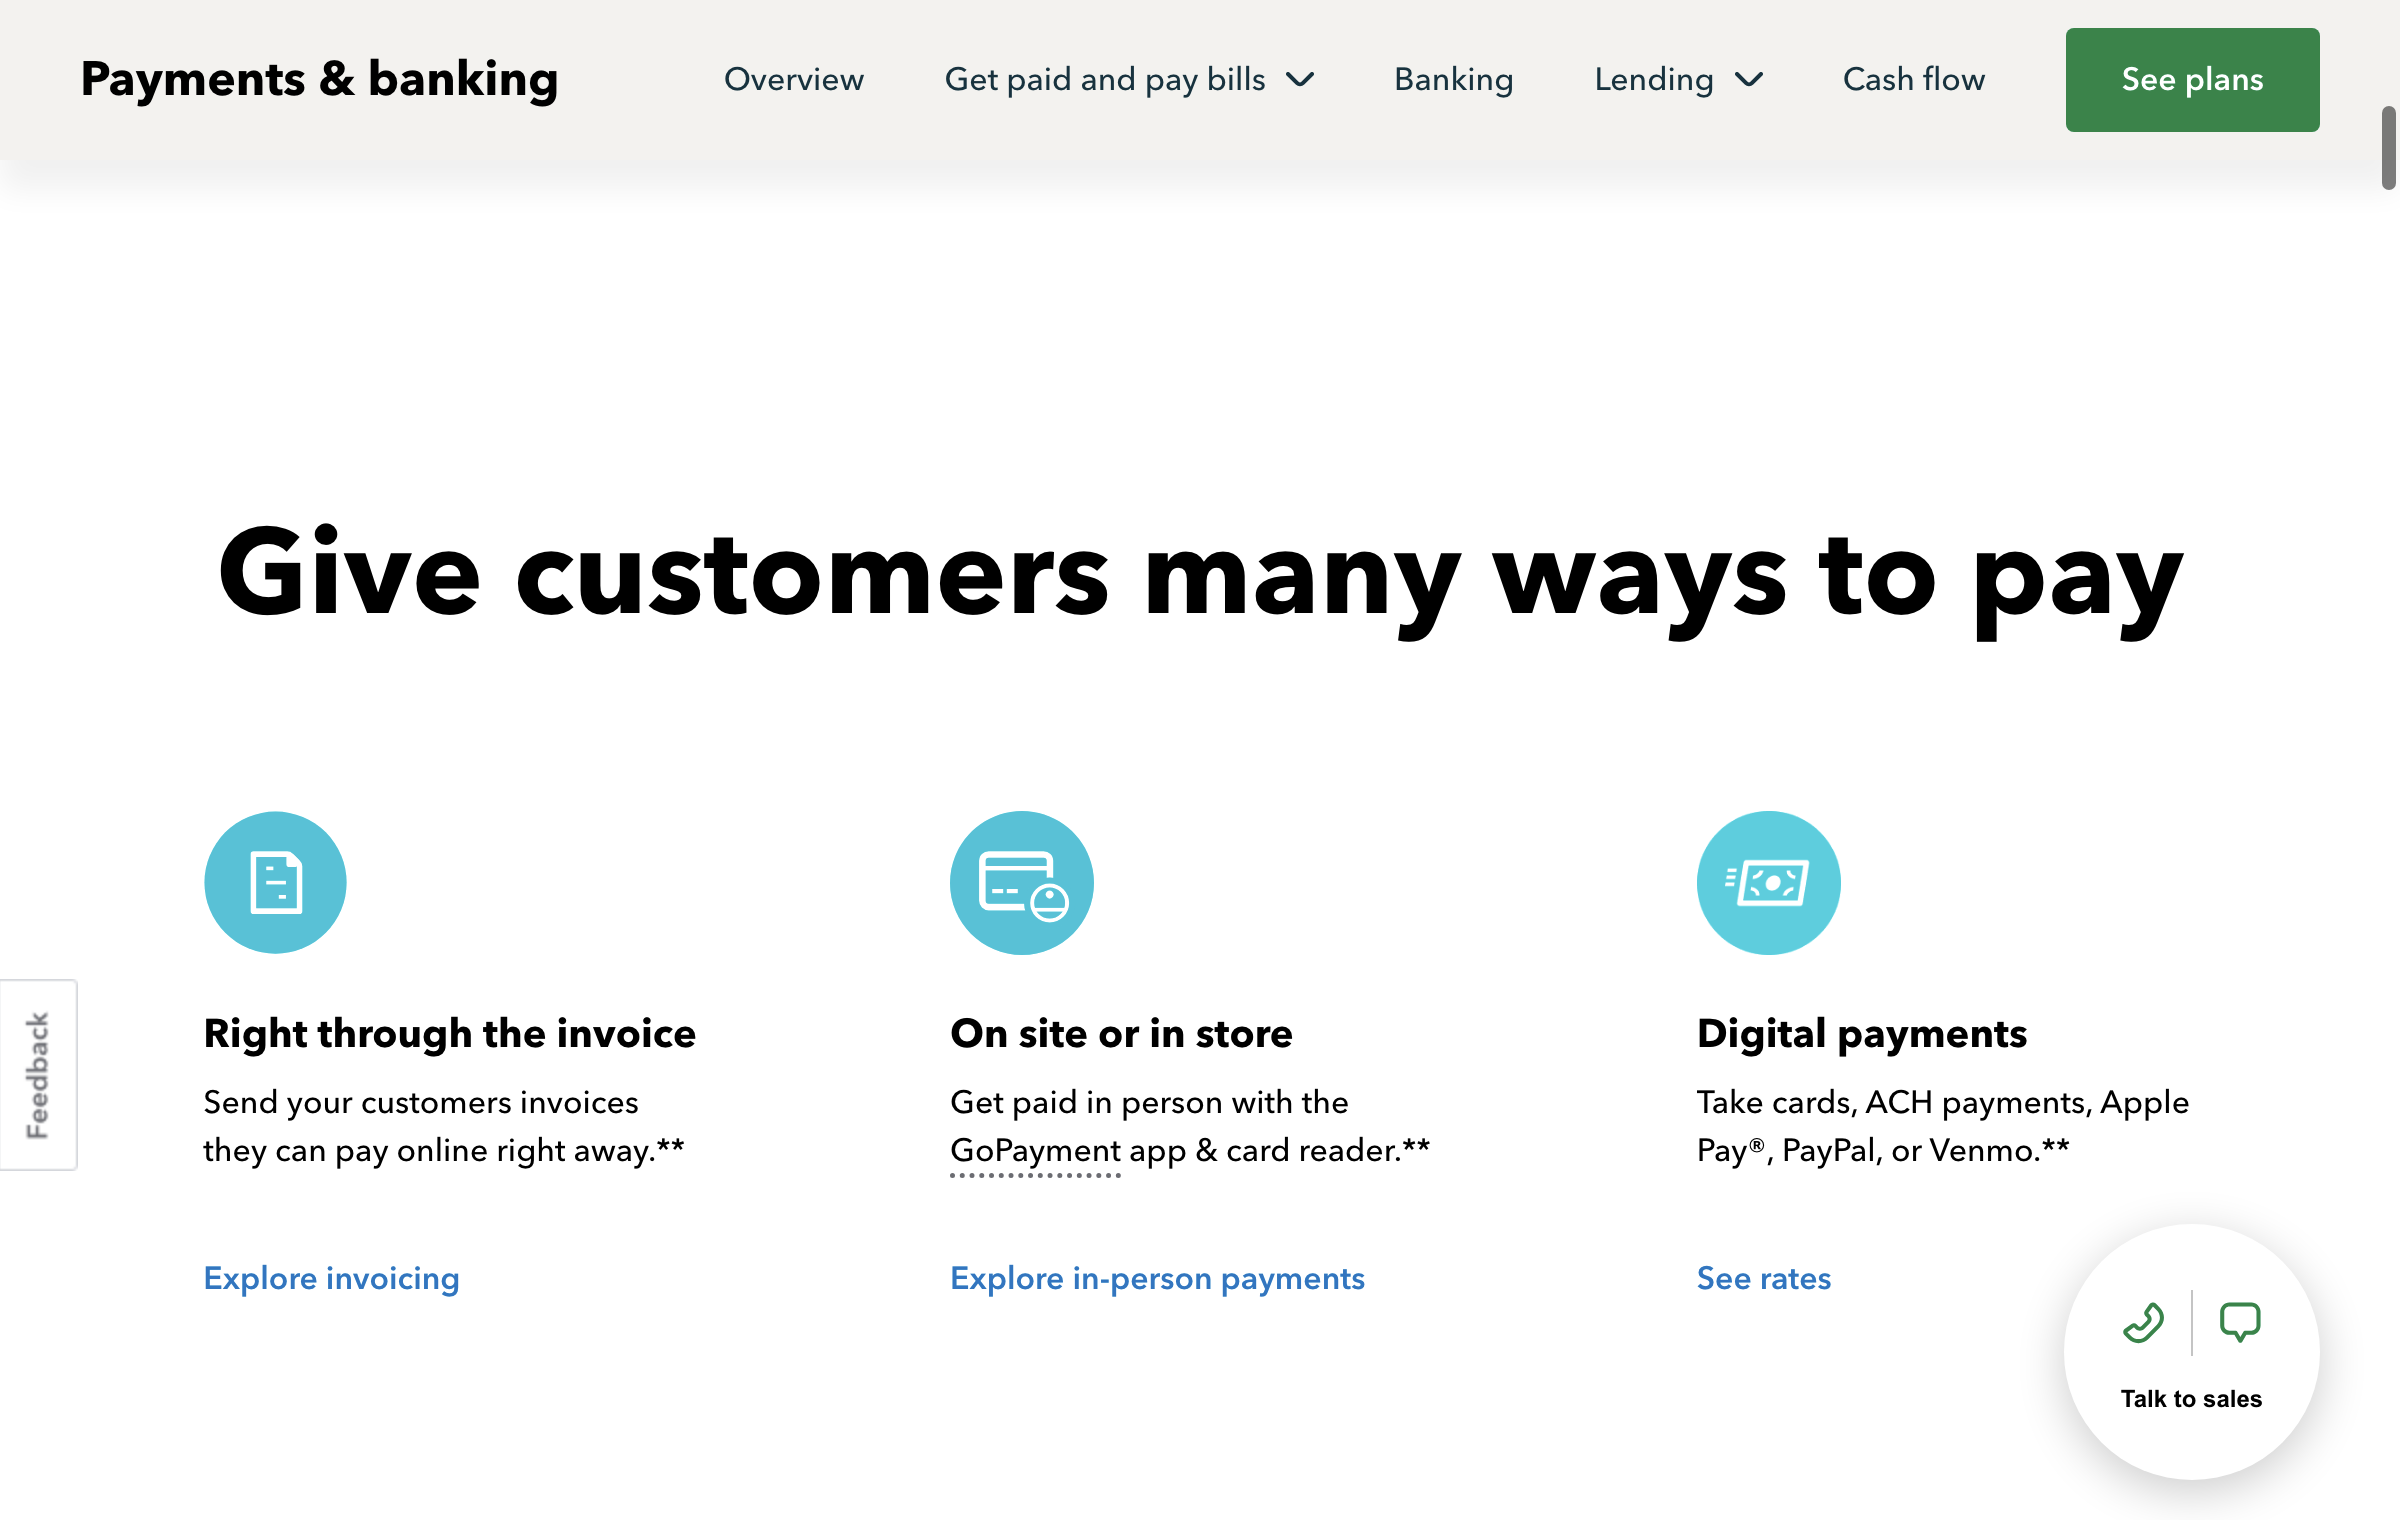 Payments & banking
Overview
Get paid and pay bills
Banking
Lending
Cash flow
See plans
Give customers many ways to pay
Right through the invoice
Send your customers invoices
they can pay online right away.**
Explore invoicing
On site or in store
Get paid in person with the
GoPayment app & card reader.**
Explore in-person payments
Digital payments
Take cards, ACH payments, Apple
Pay®, PayPal, or Venmo.**
See rates
Feedback
Talk to sales